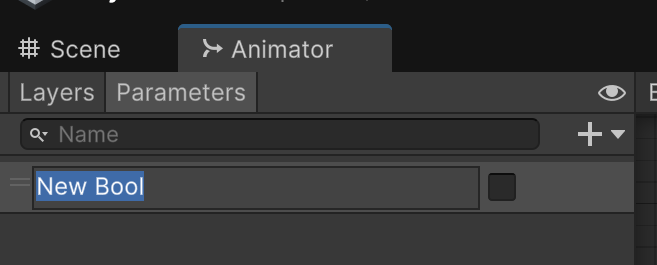 Scene
Animator
Layers
Parameters
Name
New Bool